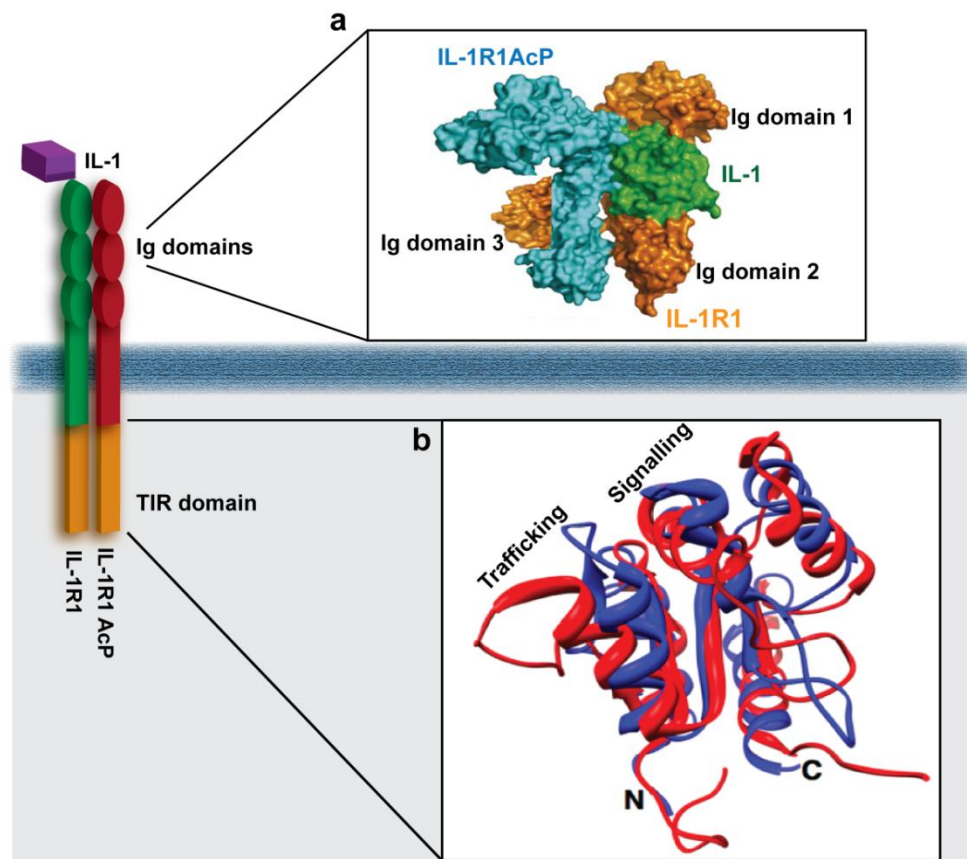 a
IL-1R1AcP
Ig domain 1
IL-1
IL-1
Ig domains
Ig domain 3
Ig domain 2
IL-1R1
b
Signalling
Trafficking
TIR domain
IL-1R1
IL-1R1 AcP
N
C